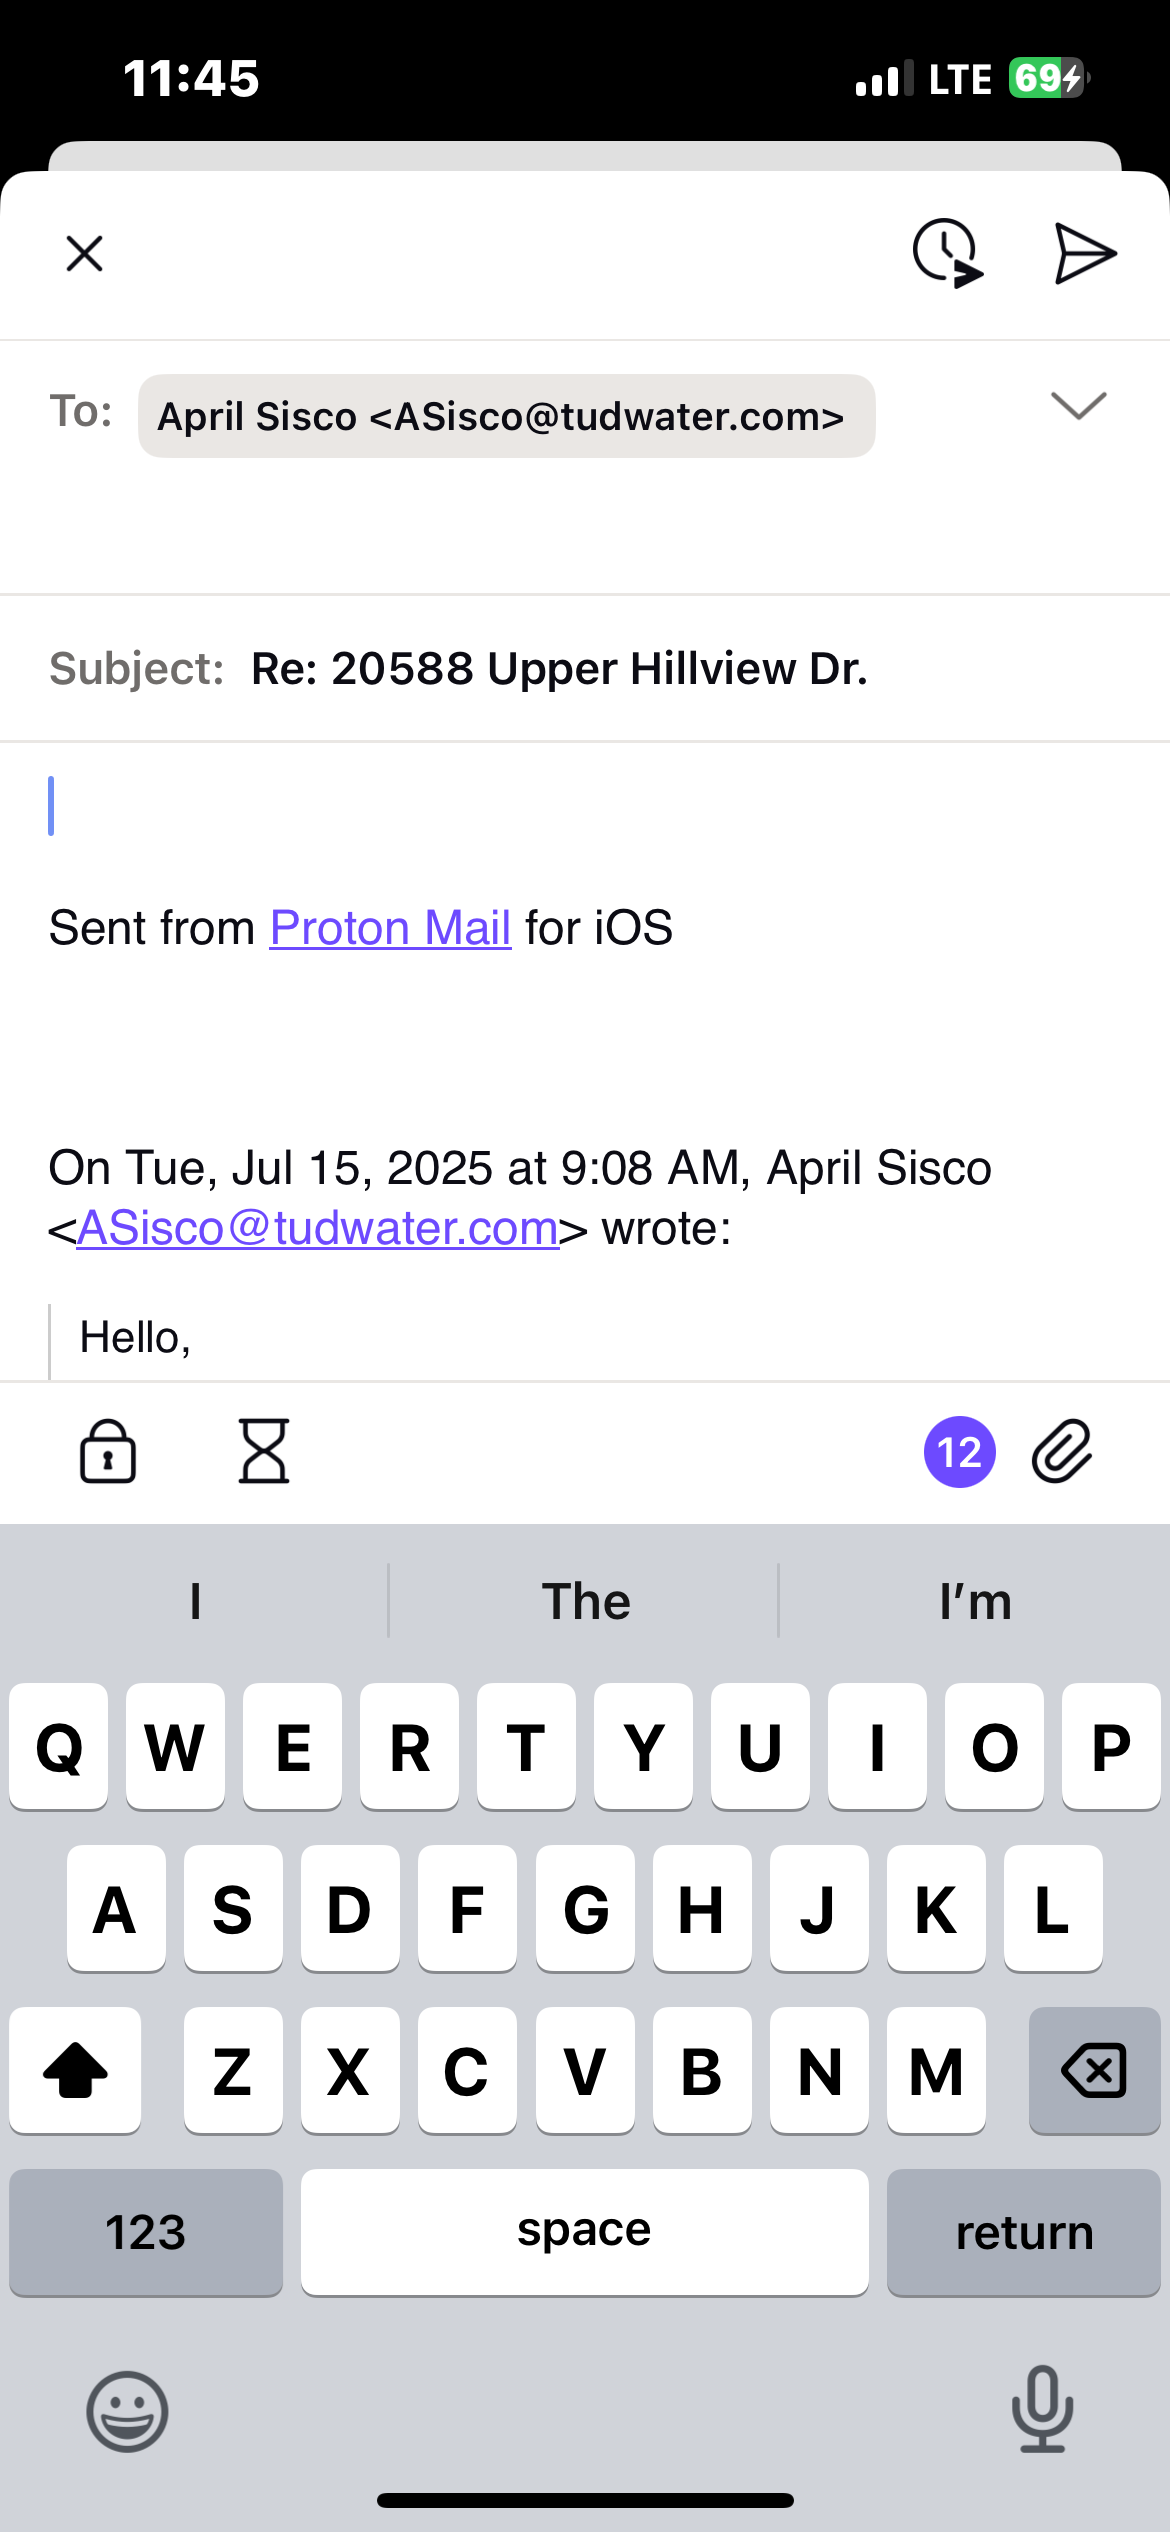 11:45
LTE 69
To: April Sisco <ASisco@tudwater.com>
Subject: Re: 20588 Upper Hillview Dr.
Sent from Proton Mail for iOS
On Tue, Jul 15, 2025 at 9:08 AM, April Sisco
<ASisco@tudwater.com> wrote:
Hello,
12
I The I'm
Q W E R T Y U I O P
A S D F G H J K L
Z X C V B N M
123 space return